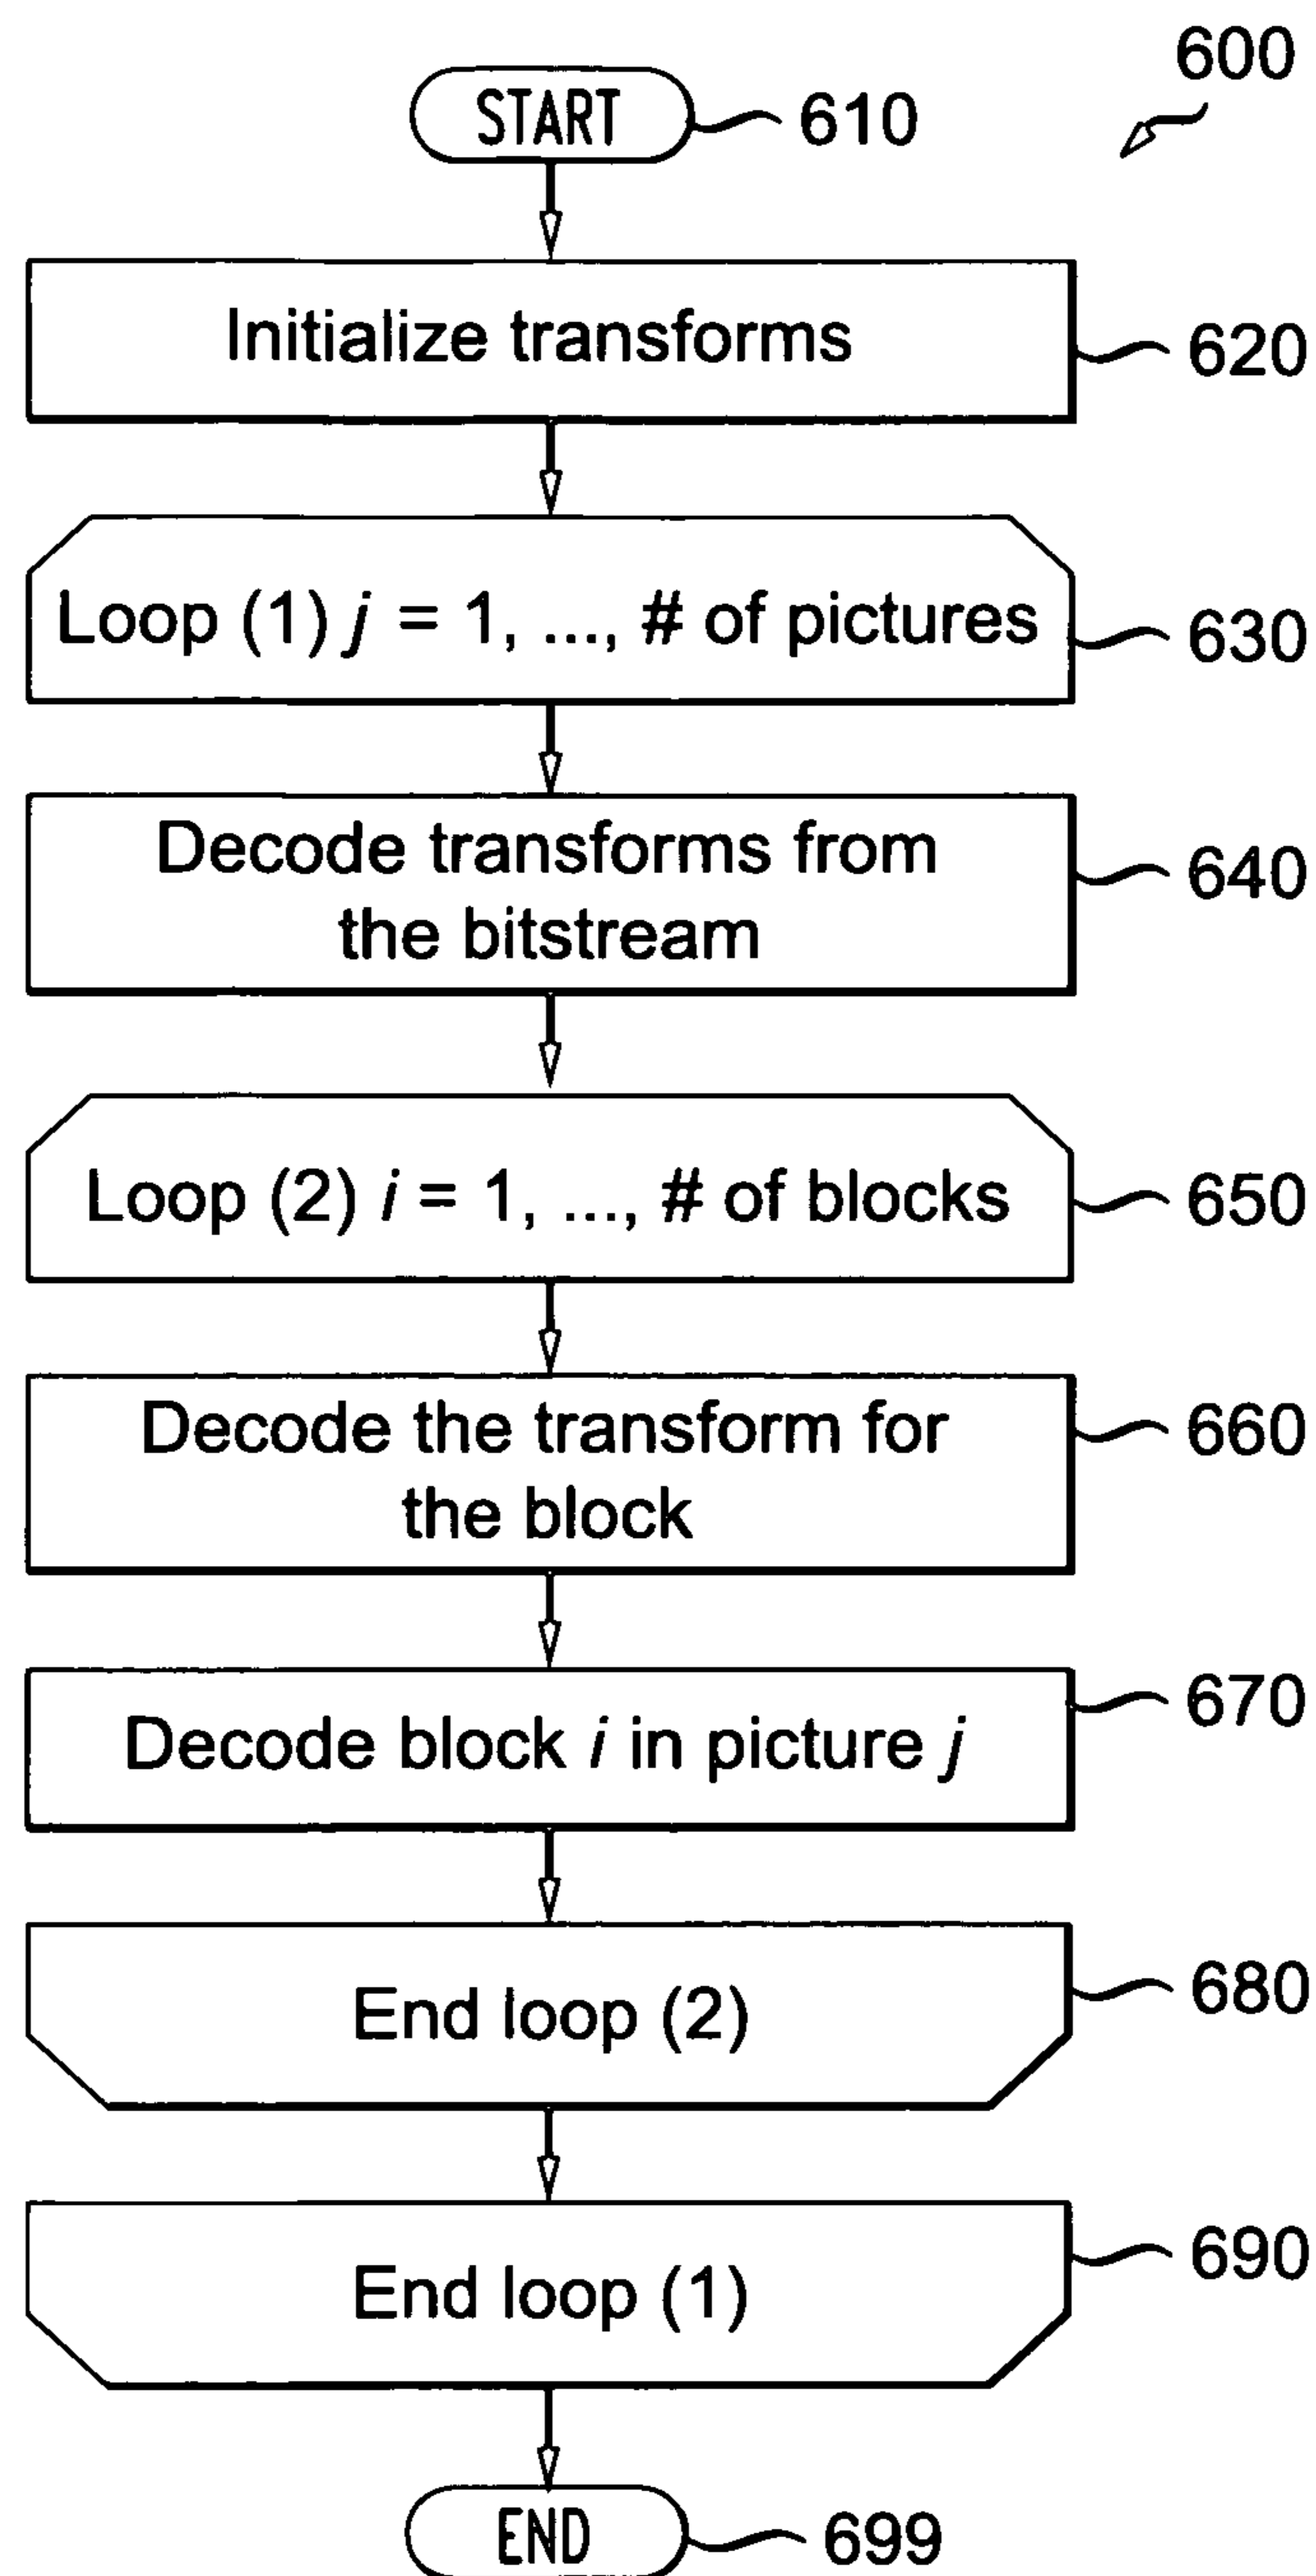 600
START
610
Initialize transforms
620
Loop (1) j = 1, ..., # of pictures
630
Decode transforms from
the bitstream
640
Loop (2) i = 1, ..., # of blocks
650
Decode the transform for
the block
660
Decode block i in picture j
670
End loop (2)
680
End loop (1)
690
END
699